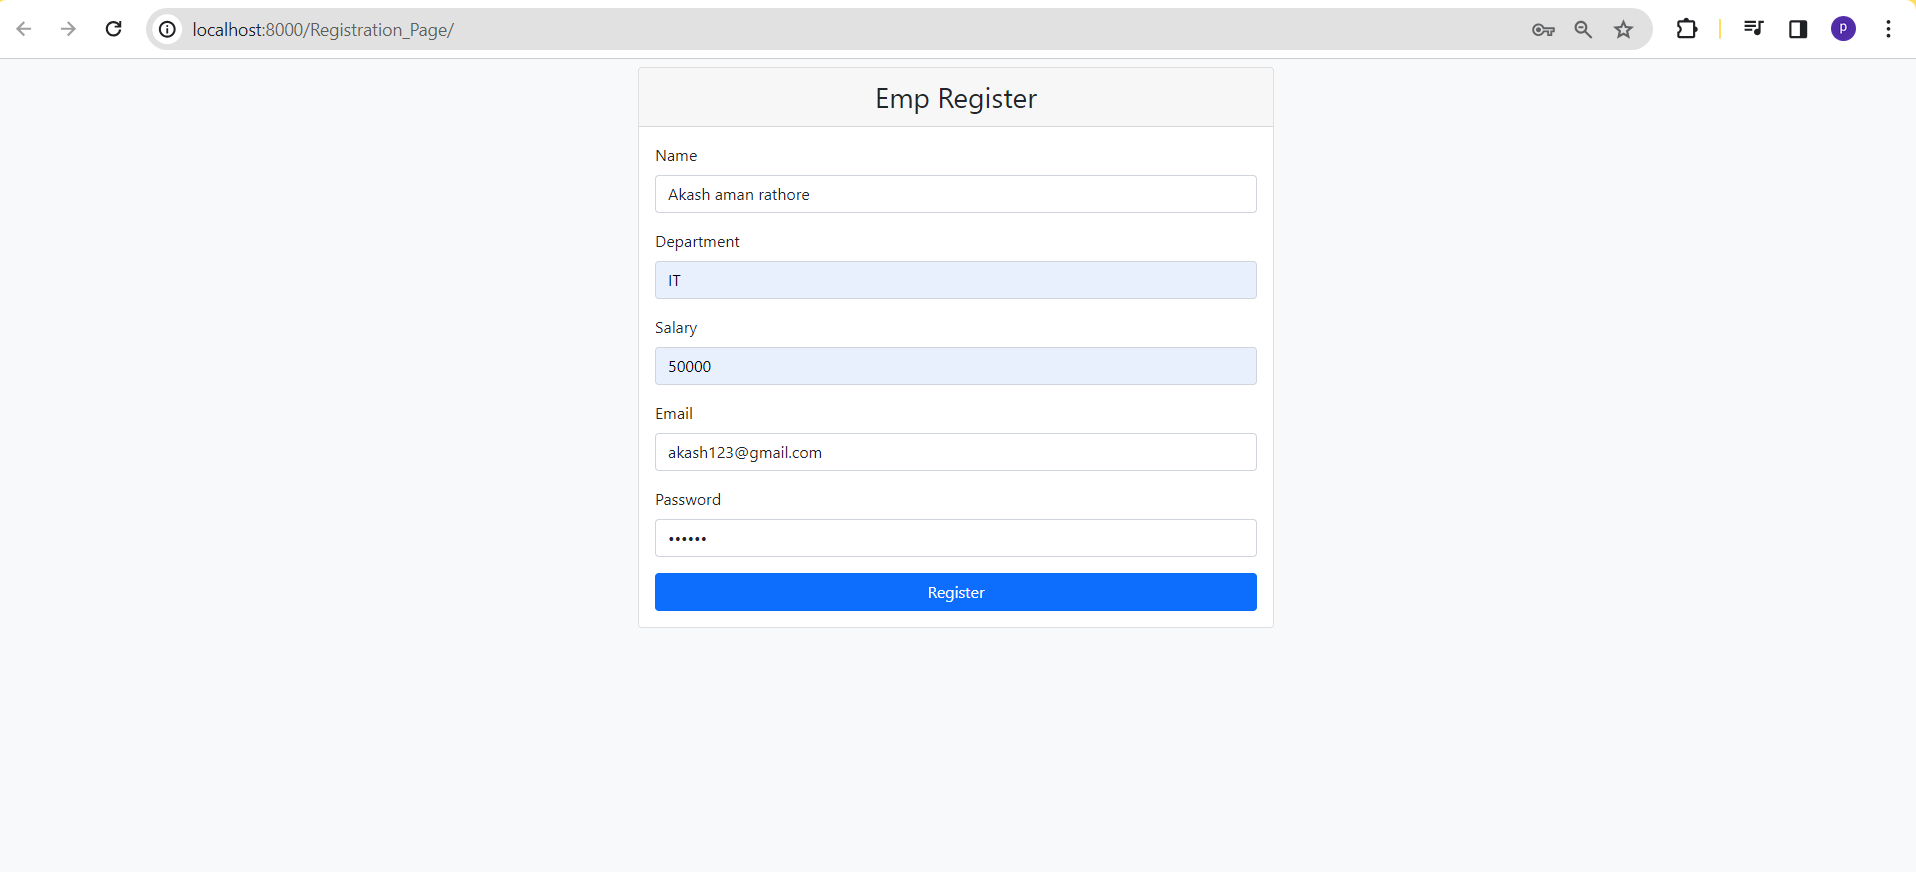 localhost:8000/Registration_Page/
P
Emp Register
Name
Akash aman rathore
Department
IT
Salary
50000
Email
akash123@gmail.com
Password
••••••
Register